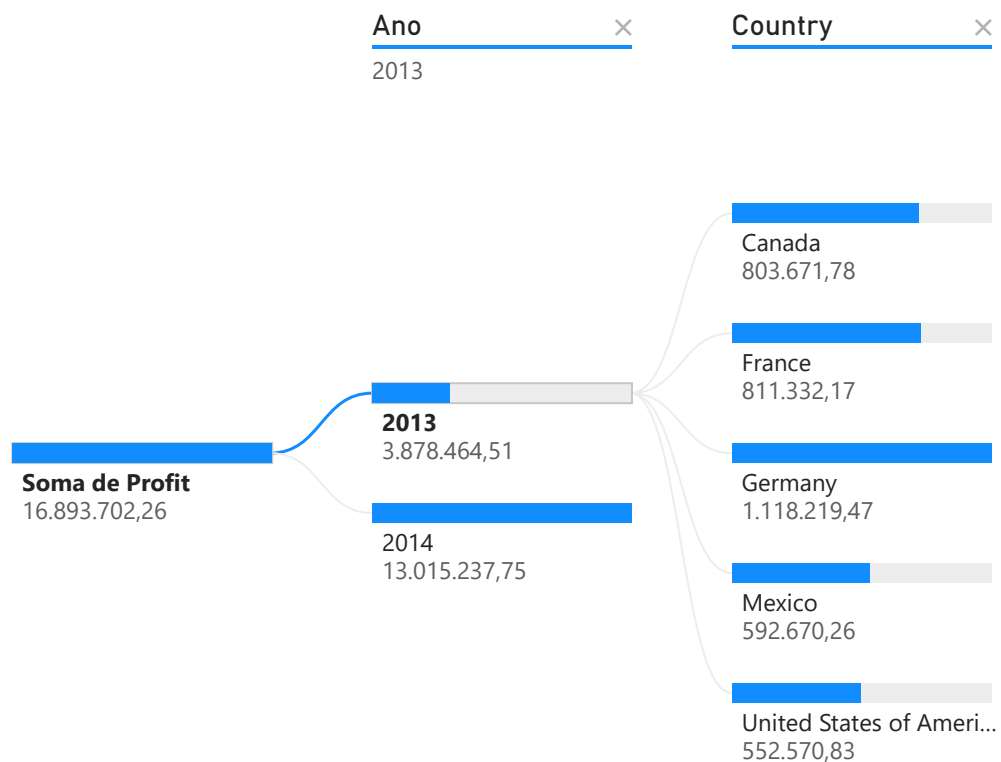 Ano
2013
Country
Soma de Profit
16.893.702,26
2013
3.878.464,51
2014
13.015.237,75
Canada
803.671,78
France
811.332,17
Germany
1.118.219,47
Mexico
592.670,26
United States of Ameri...
552.570,83